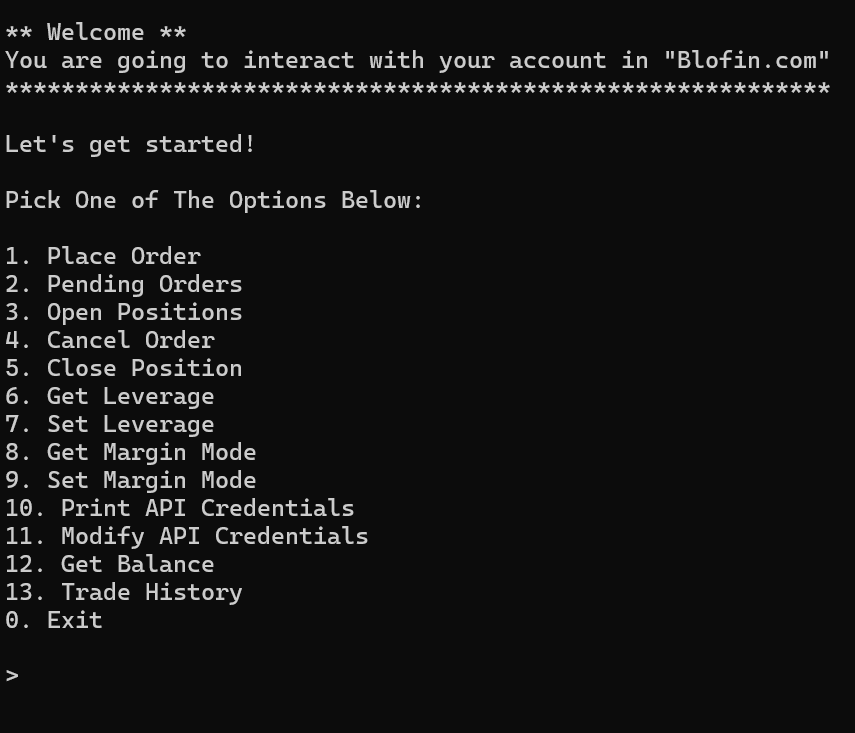 ** Welcome **
You are going to interact with your account in "Blofin.com"
***********************************************************
Let's get started!
Pick One of The Options Below:
1. Place Order
2. Pending Orders
3. Open Positions
4. Cancel Order
5. Close Position
6. Get Leverage
7. Set Leverage
8. Get Margin Mode
9. Set Margin Mode
10. Print API Credentials
11. Modify API Credentials
12. Get Balance
13. Trade History
0. Exit
>